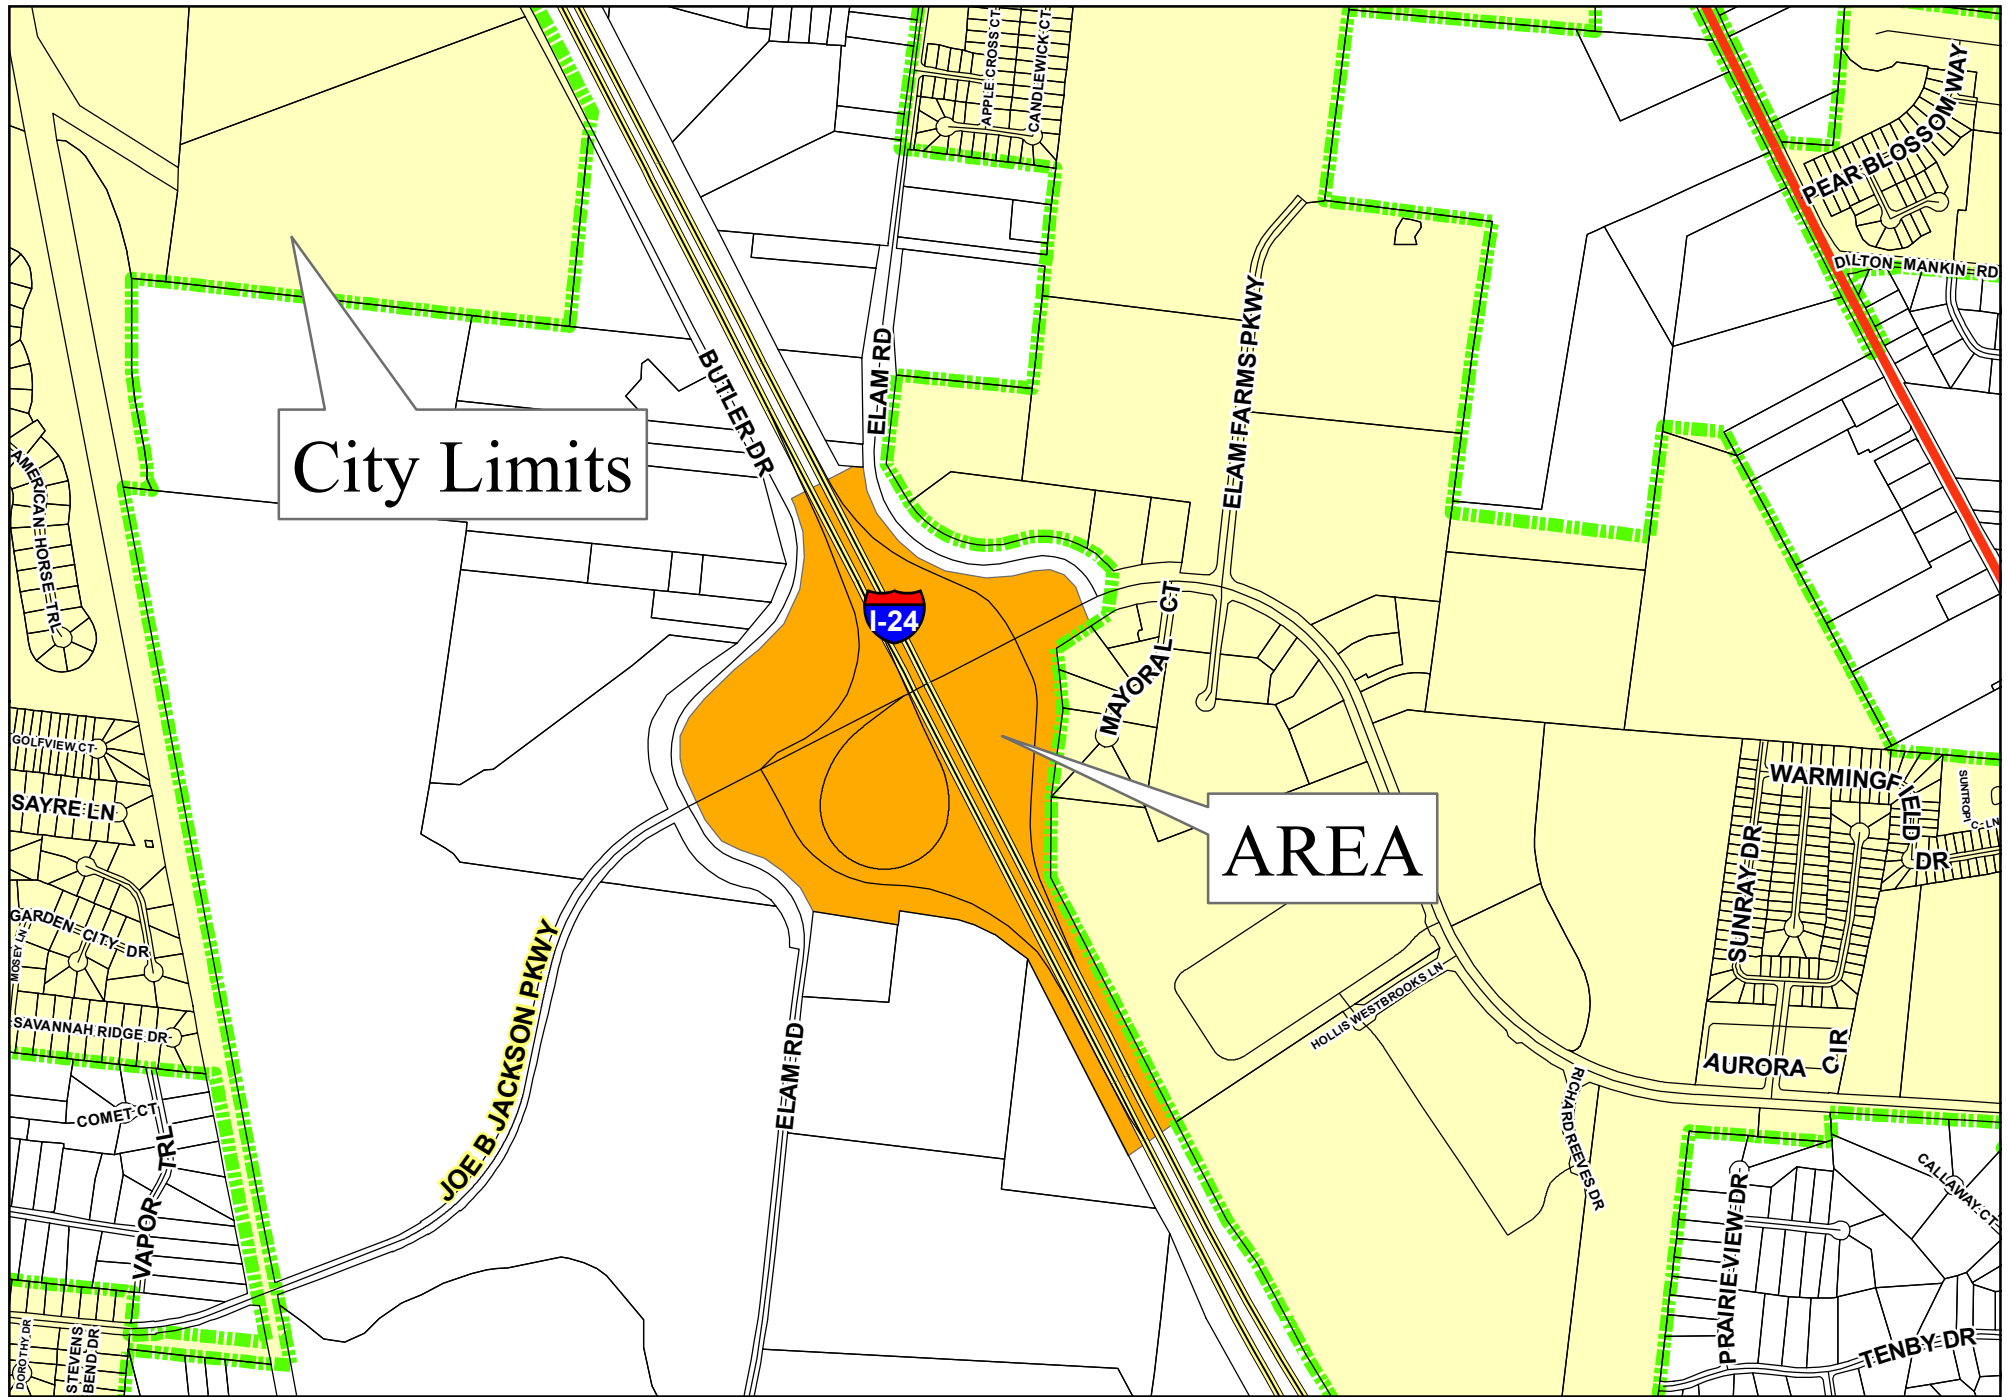 APPLE CROSS CT
CANDLEWICK CT
PEAR BLOSSOM WAY
DILTON MANKIN RD
BUTLER DR
ELAM RD
ELAM FARMS PKWY
City Limits
AMERICAN HORSE TRL
I-24
MAYORAL CT
GOLFVIEW CT
SAYRE LN
WARMINGFIELD DR
SUNTROPIC LN
AREA
SUNRAY DR
GARDEN CITY DR
MOSEY LN
JOE B JACKSON PKWY
HOLLIS WESTBROOKS LN
SAVANNAH RIDGE DR
ELAM RD
AURORA CIR
RICHARD REEVES DR
COMET CT
VAPOR TRL
CALLAWAY CT
PRAIRIE VIEW DR
DOROTHY DR
STEVENS
BEND DR
TENBY DR